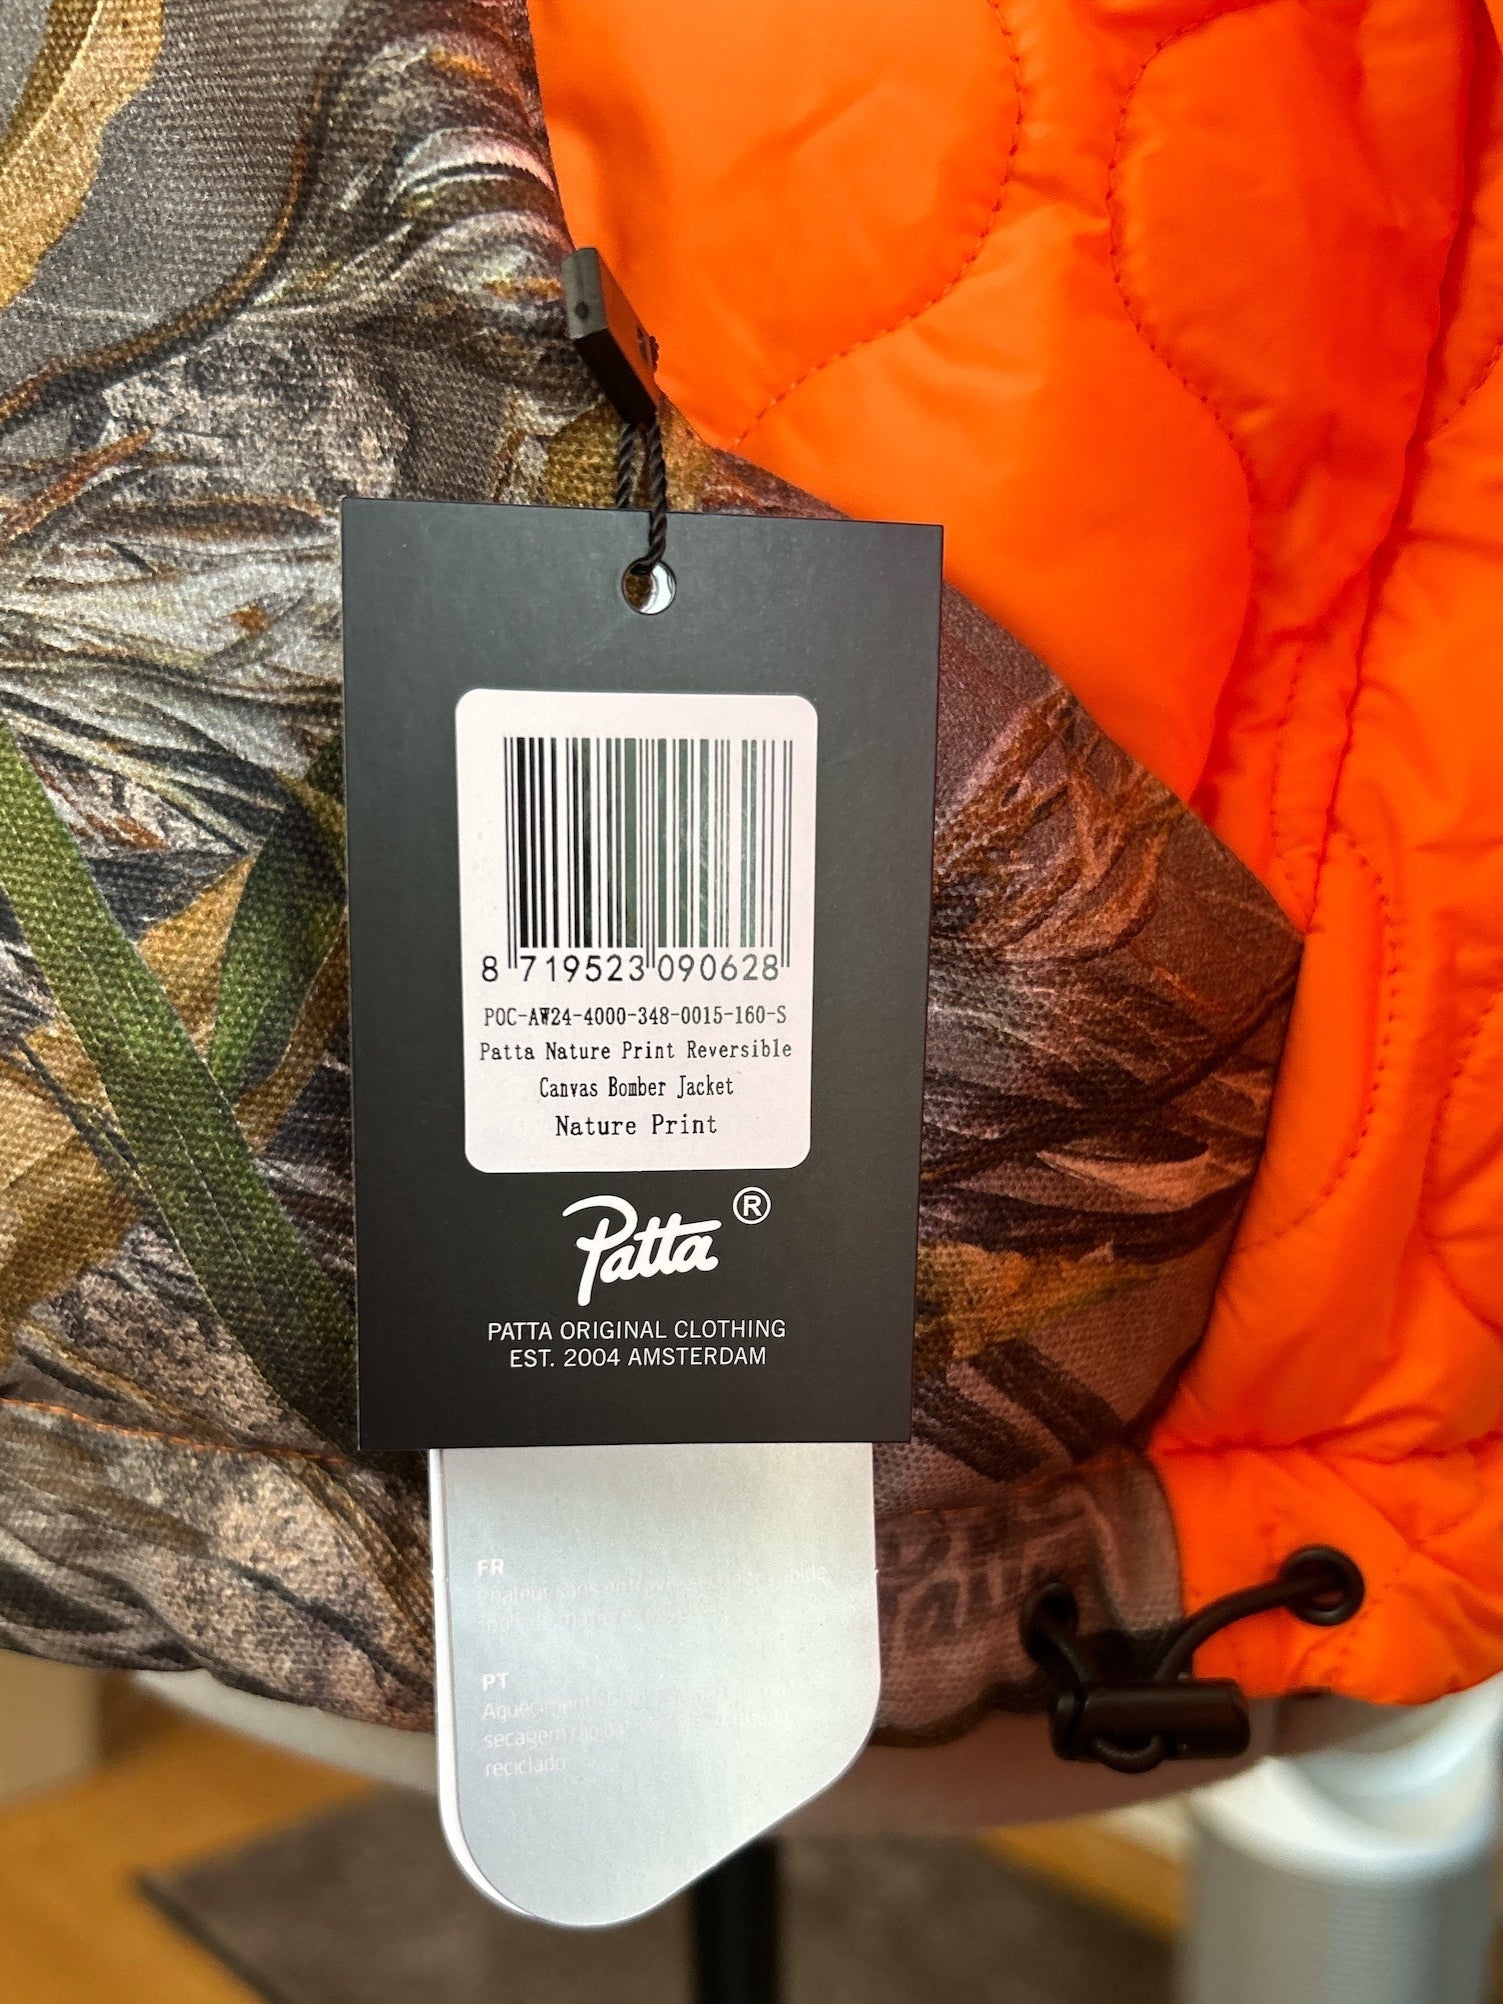 8 719523 090628
POC-AW24-4000-348-0015-160-S
Patta Nature Print Reversible
Canvas Bomber Jacket
Nature Print
Patta ®
PATTA ORIGINAL CLOTHING
EST. 2004 AMSTERDAM
FR
PT
reciclado